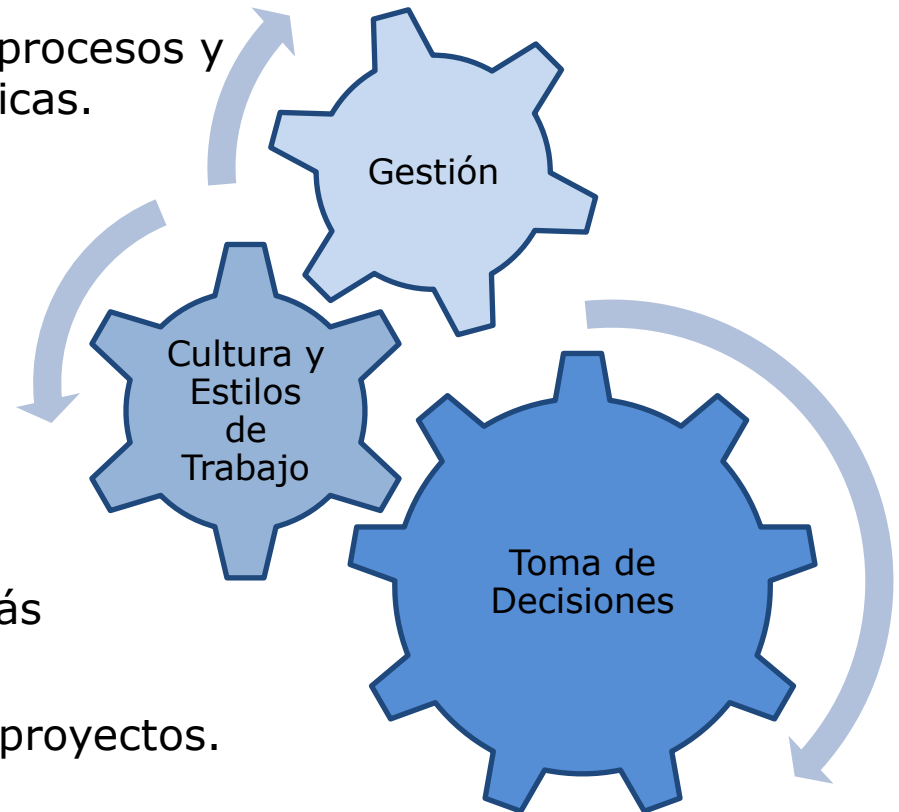 procesos y
icas.
Gestión
Cultura y
Estilos
de
Trabajo
Toma de
Decisiones
ás
proyectos.